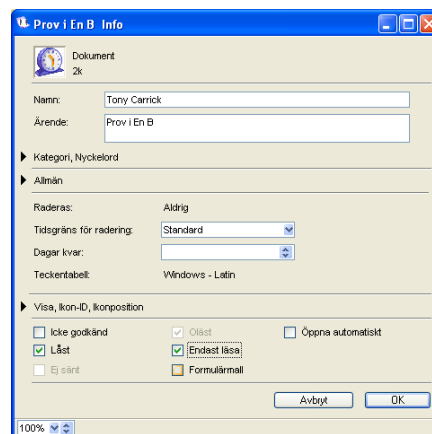 Prov i En B Info
Dokument
2k
Namn: Tony Carrick
Ärende: Prov i En B
Kategori, Nyckelord
Allmän
Raderas: Aldrig
Tidsgräns för radering: Standard
Dagar kvar:
Teckentabell: Windows - Latin
Visa, Ikon-ID, Ikonposition
Icke godkänd Oläst Öppna automatiskt
Låst Endast läsa
Ej sänt Formulärmall
Avbryt OK
100%